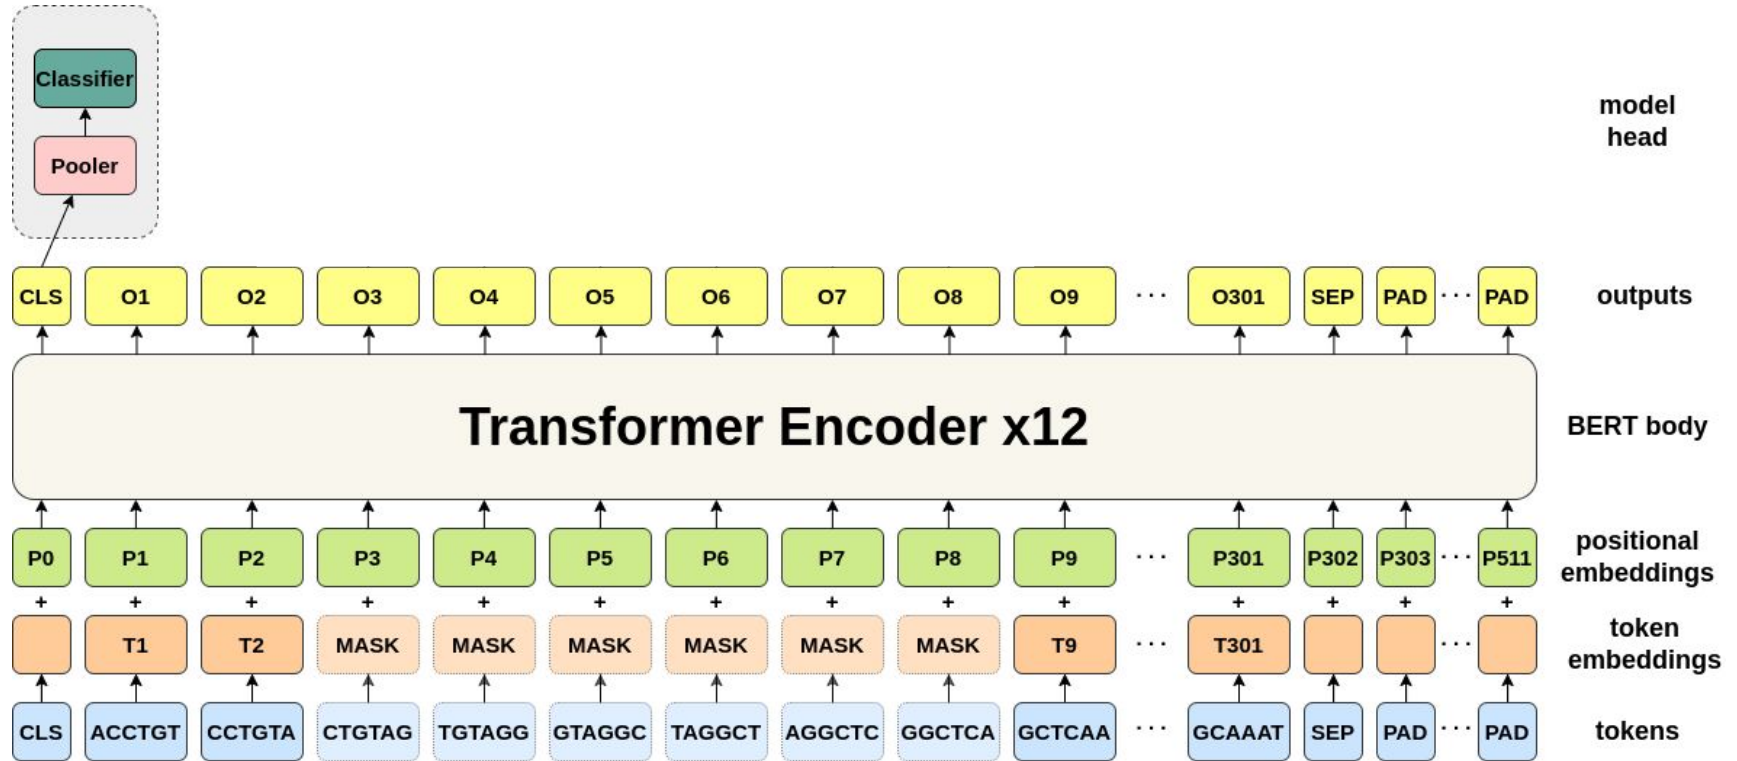 Classifier
Pooler
model
head
CLS O1 O2 O3 O4 O5 O6 O7 O8 O9 ... O301 SEP PAD ... PAD outputs
Transformer Encoder x12
BERT body
P0 P1 P2 P3 P4 P5 P6 P7 P8 P9 ... P301 P302 P303 ... P511
positional
embeddings
+ + + + + + + + + + + + + +
T1 T2 MASK MASK MASK MASK MASK MASK T9 ... T301 ...
token
embeddings
CLS ACCTGT CCTGTA CTGTAG TGTAGG GTAGGC TAGGCT AGGCTC GGCTCA GCTCAA ... GCAAAT SEP PAD ... PAD tokens